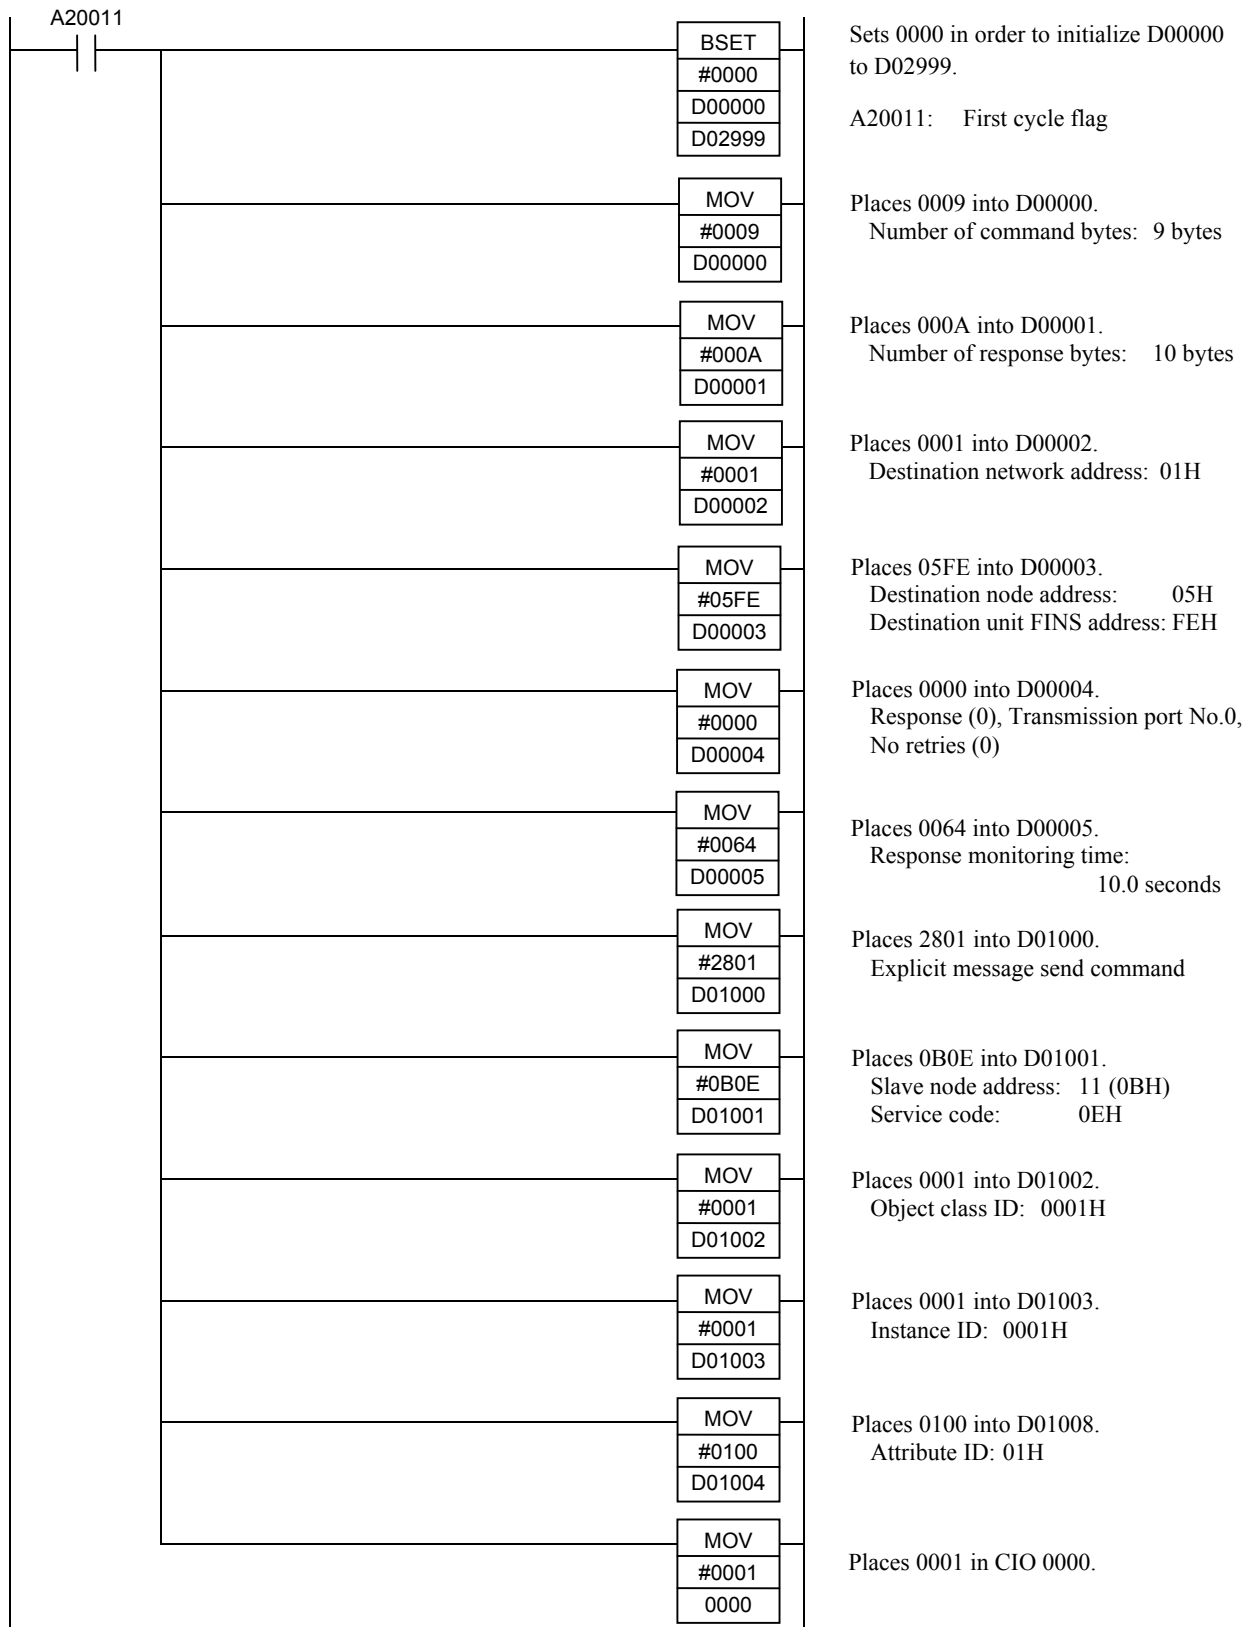 A20011
BSET
#0000
D00000
D02999
Sets 0000 in order to initialize D00000
to D02999.
A20011: First cycle flag
MOV
#0009
D00000
Places 0009 into D00000.
Number of command bytes: 9 bytes
MOV
#000A
D00001
Places 000A into D00001.
Number of response bytes: 10 bytes
MOV
#0001
D00002
Places 0001 into D00002.
Destination network address: 01H
MOV
#05FE
D00003
Places 05FE into D00003.
Destination node address: 05H
Destination unit FINS address: FEH
MOV
#0000
D00004
Places 0000 into D00004.
Response (0), Transmission port No.0,
No retries (0)
MOV
#0064
D00005
Places 0064 into D00005.
Response monitoring time:
10.0 seconds
MOV
#2801
D01000
Places 2801 into D01000.
Explicit message send command
MOV
#0B0E
D01001
Places 0B0E into D01001.
Slave node address: 11 (0BH)
Service code: 0EH
MOV
#0001
D01002
Places 0001 into D01002.
Object class ID: 0001H
MOV
#0001
D01003
Places 0001 into D01003.
Instance ID: 0001H
MOV
#0100
D01004
Places 0100 into D01008.
Attribute ID: 01H
MOV
#0001
0000
Places 0001 in CIO 0000.